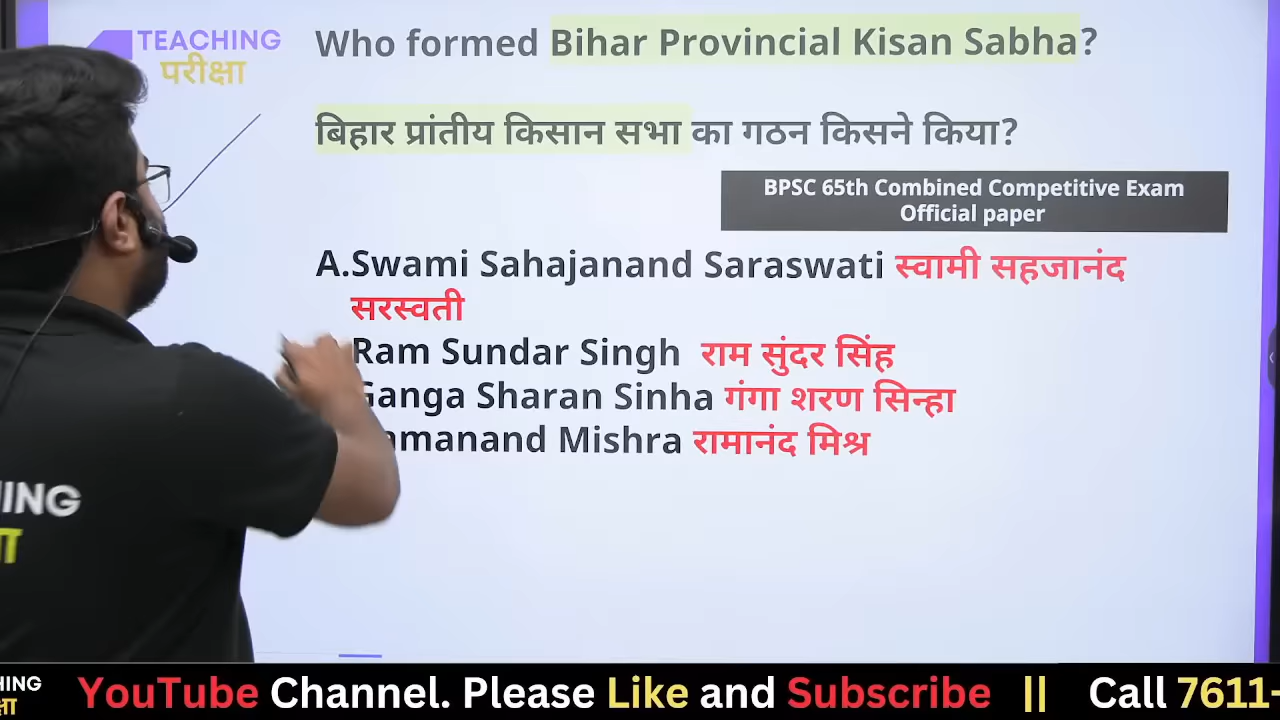 TEACHING
परीक्षा
Who formed Bihar Provincial Kisan Sabha?
बिहार प्रांतीय किसान सभा का गठन किसने किया?
BPSC 65th Combined Competitive Exam
Official paper
A.Swami Sahajanand Saraswati स्वामी सहजानंद
सरस्वती
Ram Sundar Singh राम सुंदर सिंह
Ganga Sharan Sinha गंगा शरण सिन्हा
amanand Mishra रामानंद मिश्र
ING
YouTube Channel. Please Like and Subscribe || Call 7611-
HING